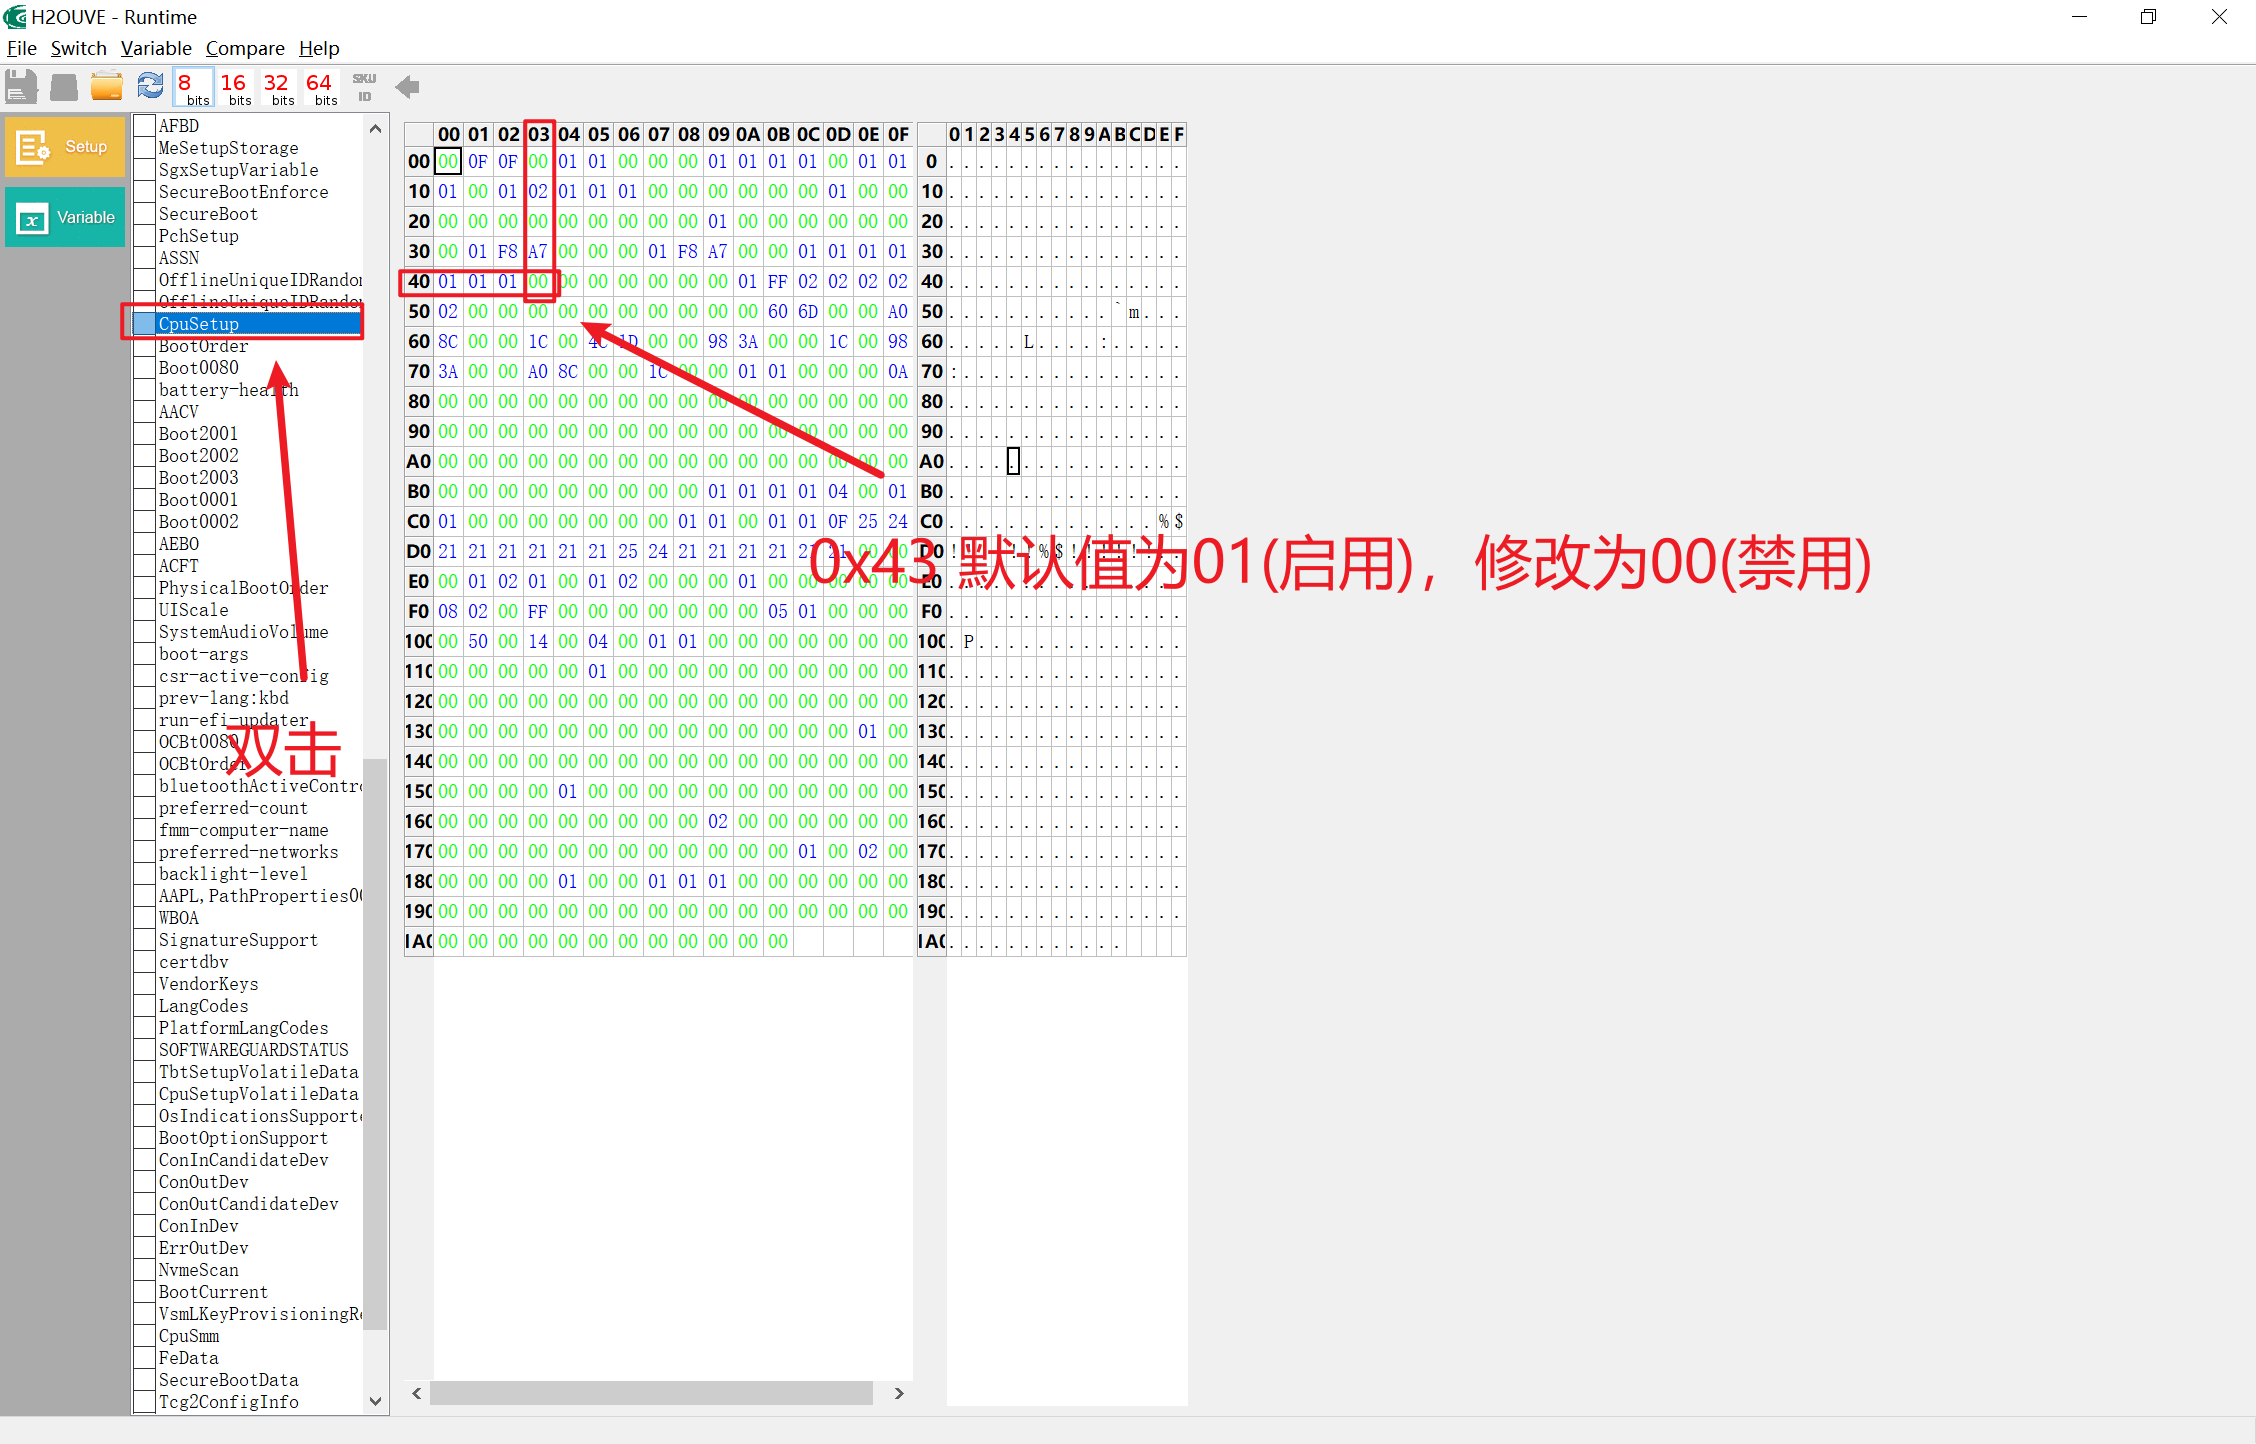 H2OUVE - Runtime
File Switch Variable Compare Help
8 bits 16 bits 32 bits 64 bits SKU ID
Setup
Variable
AFBD
MeSetupStorage
SgxSetupVariable
SecureBootEnforce
SecureBoot
PchSetup
ASSN
OfflineUniqueIDRandom
OfflineUniqueIDRandom
CpuSetup
BootOrder
Boot0080
battery-health
AACV
Boot2001
Boot2002
Boot2003
Boot0001
Boot0002
AEBO
ACFT
PhysicalBootOrder
UIScale
SystemAudioVolume
boot-args
csr-active-config
prev-lang:kbd
run-efi-updater
OCBt0080
OCBtOrder
bluetoothActiveContro
preferred-count
fmm-computer-name
preferred-networks
backlight-level
AAPL,PathProperties00
WBOA
SignatureSupport
certdbv
VendorKeys
LangCodes
PlatformLangCodes
SOFTWAREGUARDSTATUS
TbtSetupVolatileData
CpuSetupVolatileData
OsIndicationsSupporte
BootOptionSupport
ConInCandidateDev
ConOutDev
ConOutCandidateDev
ConInDev
ErrOutDev
NvmeScan
BootCurrent
VsmLKeyProvisioningRe
CpuSmm
FeData
SecureBootData
Tcg2ConfigInfo
双击
00 01 02 03 04 05 06 07 08 09 0A 0B 0C 0D 0E 0F
00 00 0F 0F 00 01 01 00 00 00 01 01 01 01 00 01 01
10 01 00 01 02 01 01 01 00 00 00 00 00 00 01 00 00
20 00 00 00 00 00 00 00 00 00 01 00 00 00 00 00 00
30 00 01 F8 A7 00 00 00 01 F8 A7 00 00 01 01 01 01
40 01 01 01 00 00 00 00 00 00 00 01 FF 02 02 02 02
50 02 00 00 00 00 00 00 00 00 00 00 60 6D 00 00 A0
60 8C 00 00 1C 00 4C 1D 00 00 98 3A 00 00 1C 00 98
70 3A 00 00 A0 8C 00 00 1C 00 00 01 01 00 00 00 0A
80 00 00 00 00 00 00 00 00 00 00 00 00 00 00 00 00
90 00 00 00 00 00 00 00 00 00 00 00 00 00 00 00 00
A0 00 00 00 00 00 00 00 00 00 00 00 00 00 00 00 00
B0 00 00 00 00 00 00 00 00 00 01 01 01 01 04 00 01
C0 01 00 00 00 00 00 00 00 01 01 00 01 01 0F 25 24
D0 21 21 21 21 21 21 25 24 21 21 21 21 21 21 00 00
E0 00 01 02 01 00 01 02 00 00 00 01 00 00 00 00 00
F0 08 02 00 FF 00 00 00 00 00 00 00 05 01 00 00 00
100 00 50 00 14 00 04 00 01 01 00 00 00 00 00 00 00
110 00 00 00 00 00 01 00 00 00 00 00 00 00 00 00 00
120 00 00 00 00 00 00 00 00 00 00 00 00 00 00 00 00
130 00 00 00 00 00 00 00 00 00 00 00 00 00 00 01 00
140 00 00 00 00 00 00 00 00 00 00 00 00 00 00 00 00
150 00 00 00 00 01 00 00 00 00 00 00 00 00 00 00 00
160 00 00 00 00 00 00 00 00 00 02 00 00 00 00 00 00
170 00 00 00 00 00 00 00 00 00 00 00 00 01 00 02 00
180 00 00 00 00 01 00 00 01 01 01 00 00 00 00 00 00
190 00 00 00 00 00 00 00 00 00 00 00 00 00 00 00 00
1A0 00 00 00 00 00 00 00 00 00 00 00 00
0 1 2 3 4 5 6 7 8 9 A B C D E F
0 . . . . . . . . . . . . . . . .
10 . . . . . . . . . . . . . . . .
20 . . . . . . . . . . . . . . . .
30 . . . . . . . . . . . . . . . .
40 . . . . . . . . . . . . . . . .
50 . . . . . . . . . . . ` m . . .
60 . . . . . L . . . . : . . . . .
70 : . . . . . . . . . . . . . . .
80 . . . . . . . . . . . . . . . .
90 . . . . . . . . . . . . . . . .
A0 . . . . . . . . . . . . . . . .
B0 . . . . . . . . . . . . . . . .
C0 . . . . . . . . . . . . . . % $
D0 ! ! ! ! ! ! % $ ! ! ! ! ! ! . .
E0 . . . . . . . . . . . . . . . .
F0 . . . . . . . . . . . . . . . .
100 . P . . . . . . . . . . . . . .
110 . . . . . . . . . . . . . . . .
120 . . . . . . . . . . . . . . . .
130 . . . . . . . . . . . . . . . .
140 . . . . . . . . . . . . . . . .
150 . . . . . . . . . . . . . . . .
160 . . . . . . . . . . . . . . . .
170 . . . . . . . . . . . . . . . .
180 . . . . . . . . . . . . . . . .
190 . . . . . . . . . . . . . . . .
1A0 . . . . . . . . . . . .
0x43 默认值为01(启用)，修改为00(禁用)